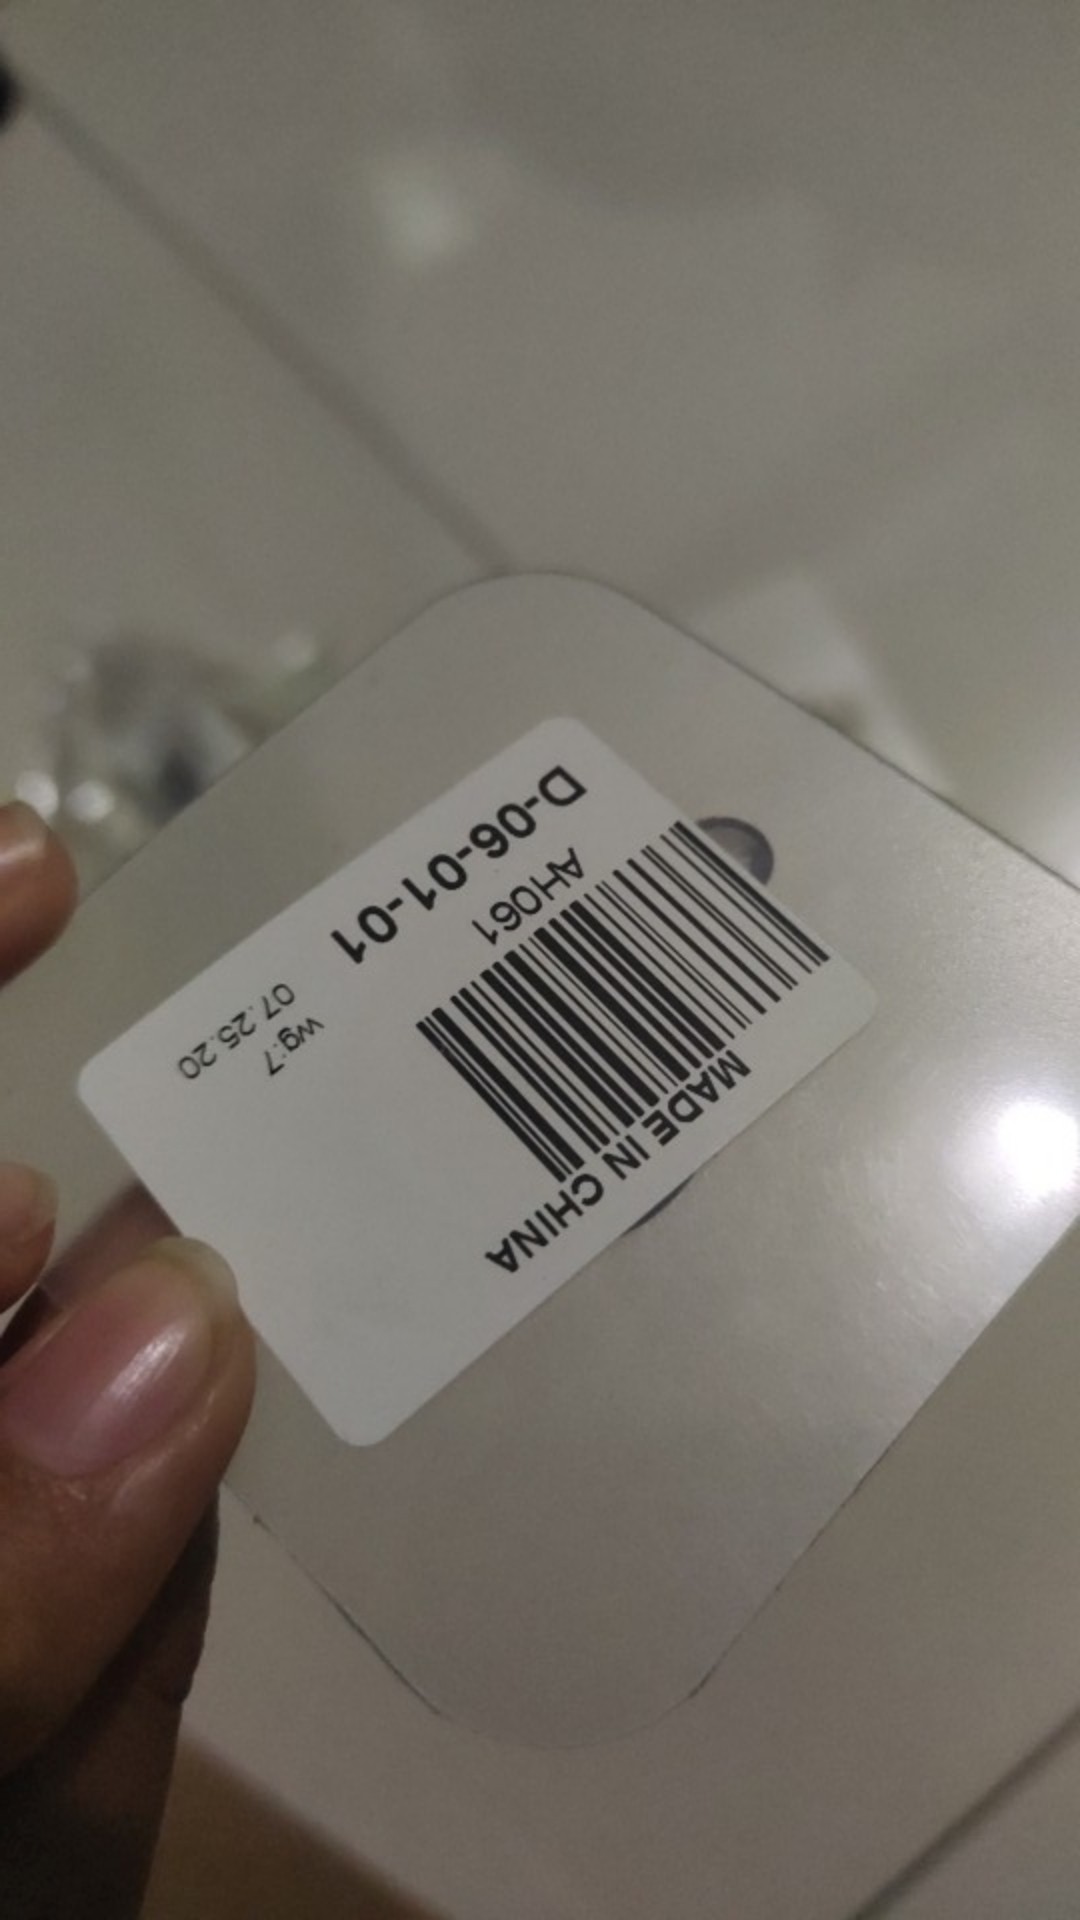 MADE IN CHINA
AH061
D-06-01-01
wg:7
07.25.20